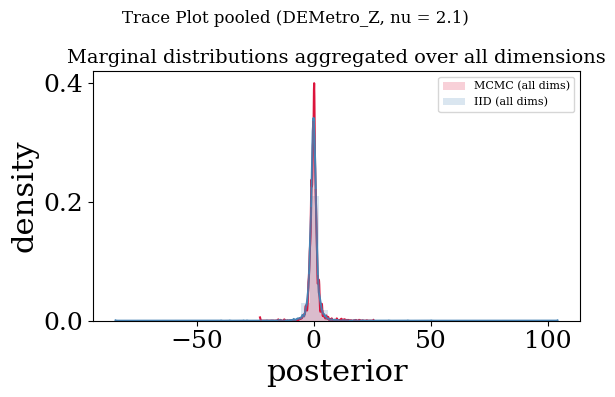 Trace Plot pooled (DEMetro_Z, nu = 2.1)
Marginal distributions aggregated over all dimensions
MCMC (all dims)
IID (all dims)
density
0.4
0.2
0.0
−50
0
50
100
posterior